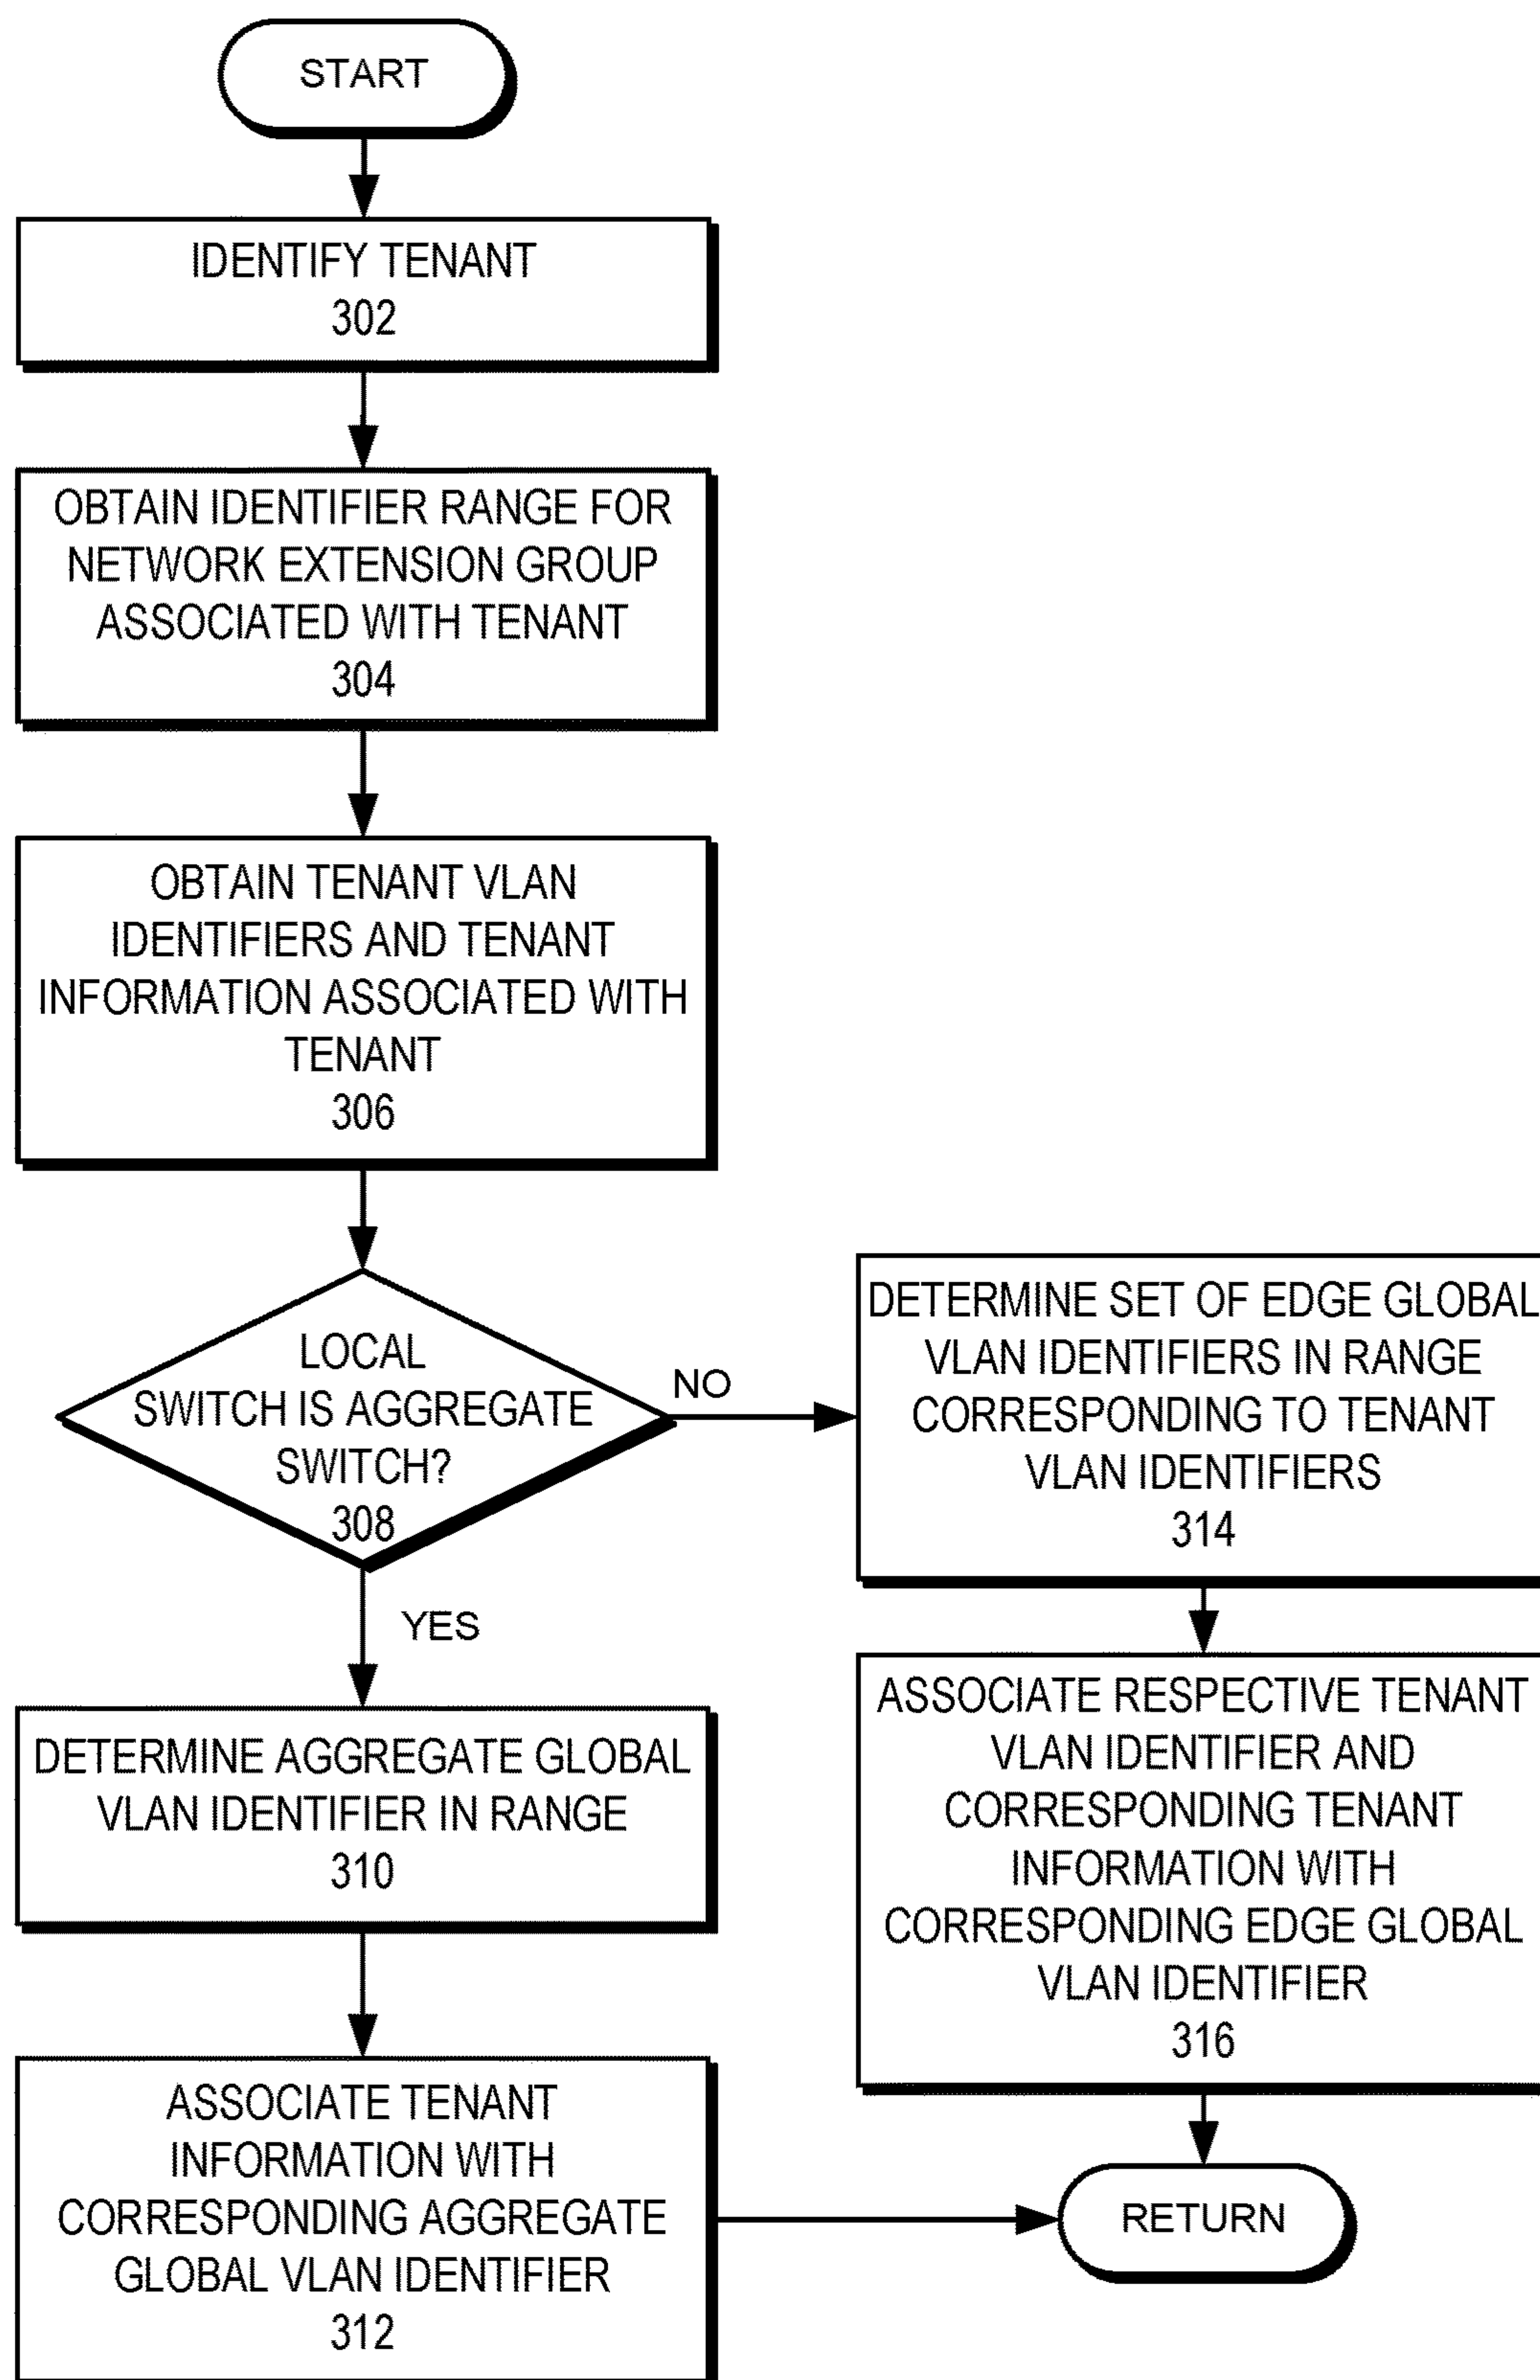 START
IDENTIFY TENANT
302
OBTAIN IDENTIFIER RANGE FOR
NETWORK EXTENSION GROUP
ASSOCIATED WITH TENANT
304
OBTAIN TENANT VLAN
IDENTIFIERS AND TENANT
INFORMATION ASSOCIATED WITH
TENANT
306
LOCAL
SWITCH IS AGGREGATE
SWITCH?
308
NO
YES
DETERMINE AGGREGATE GLOBAL
VLAN IDENTIFIER IN RANGE
310
ASSOCIATE TENANT
INFORMATION WITH
CORRESPONDING AGGREGATE
GLOBAL VLAN IDENTIFIER
312
DETERMINE SET OF EDGE GLOBAL
VLAN IDENTIFIERS IN RANGE
CORRESPONDING TO TENANT
VLAN IDENTIFIERS
314
ASSOCIATE RESPECTIVE TENANT
VLAN IDENTIFIER AND
CORRESPONDING TENANT
INFORMATION WITH
CORRESPONDING EDGE GLOBAL
VLAN IDENTIFIER
316
RETURN